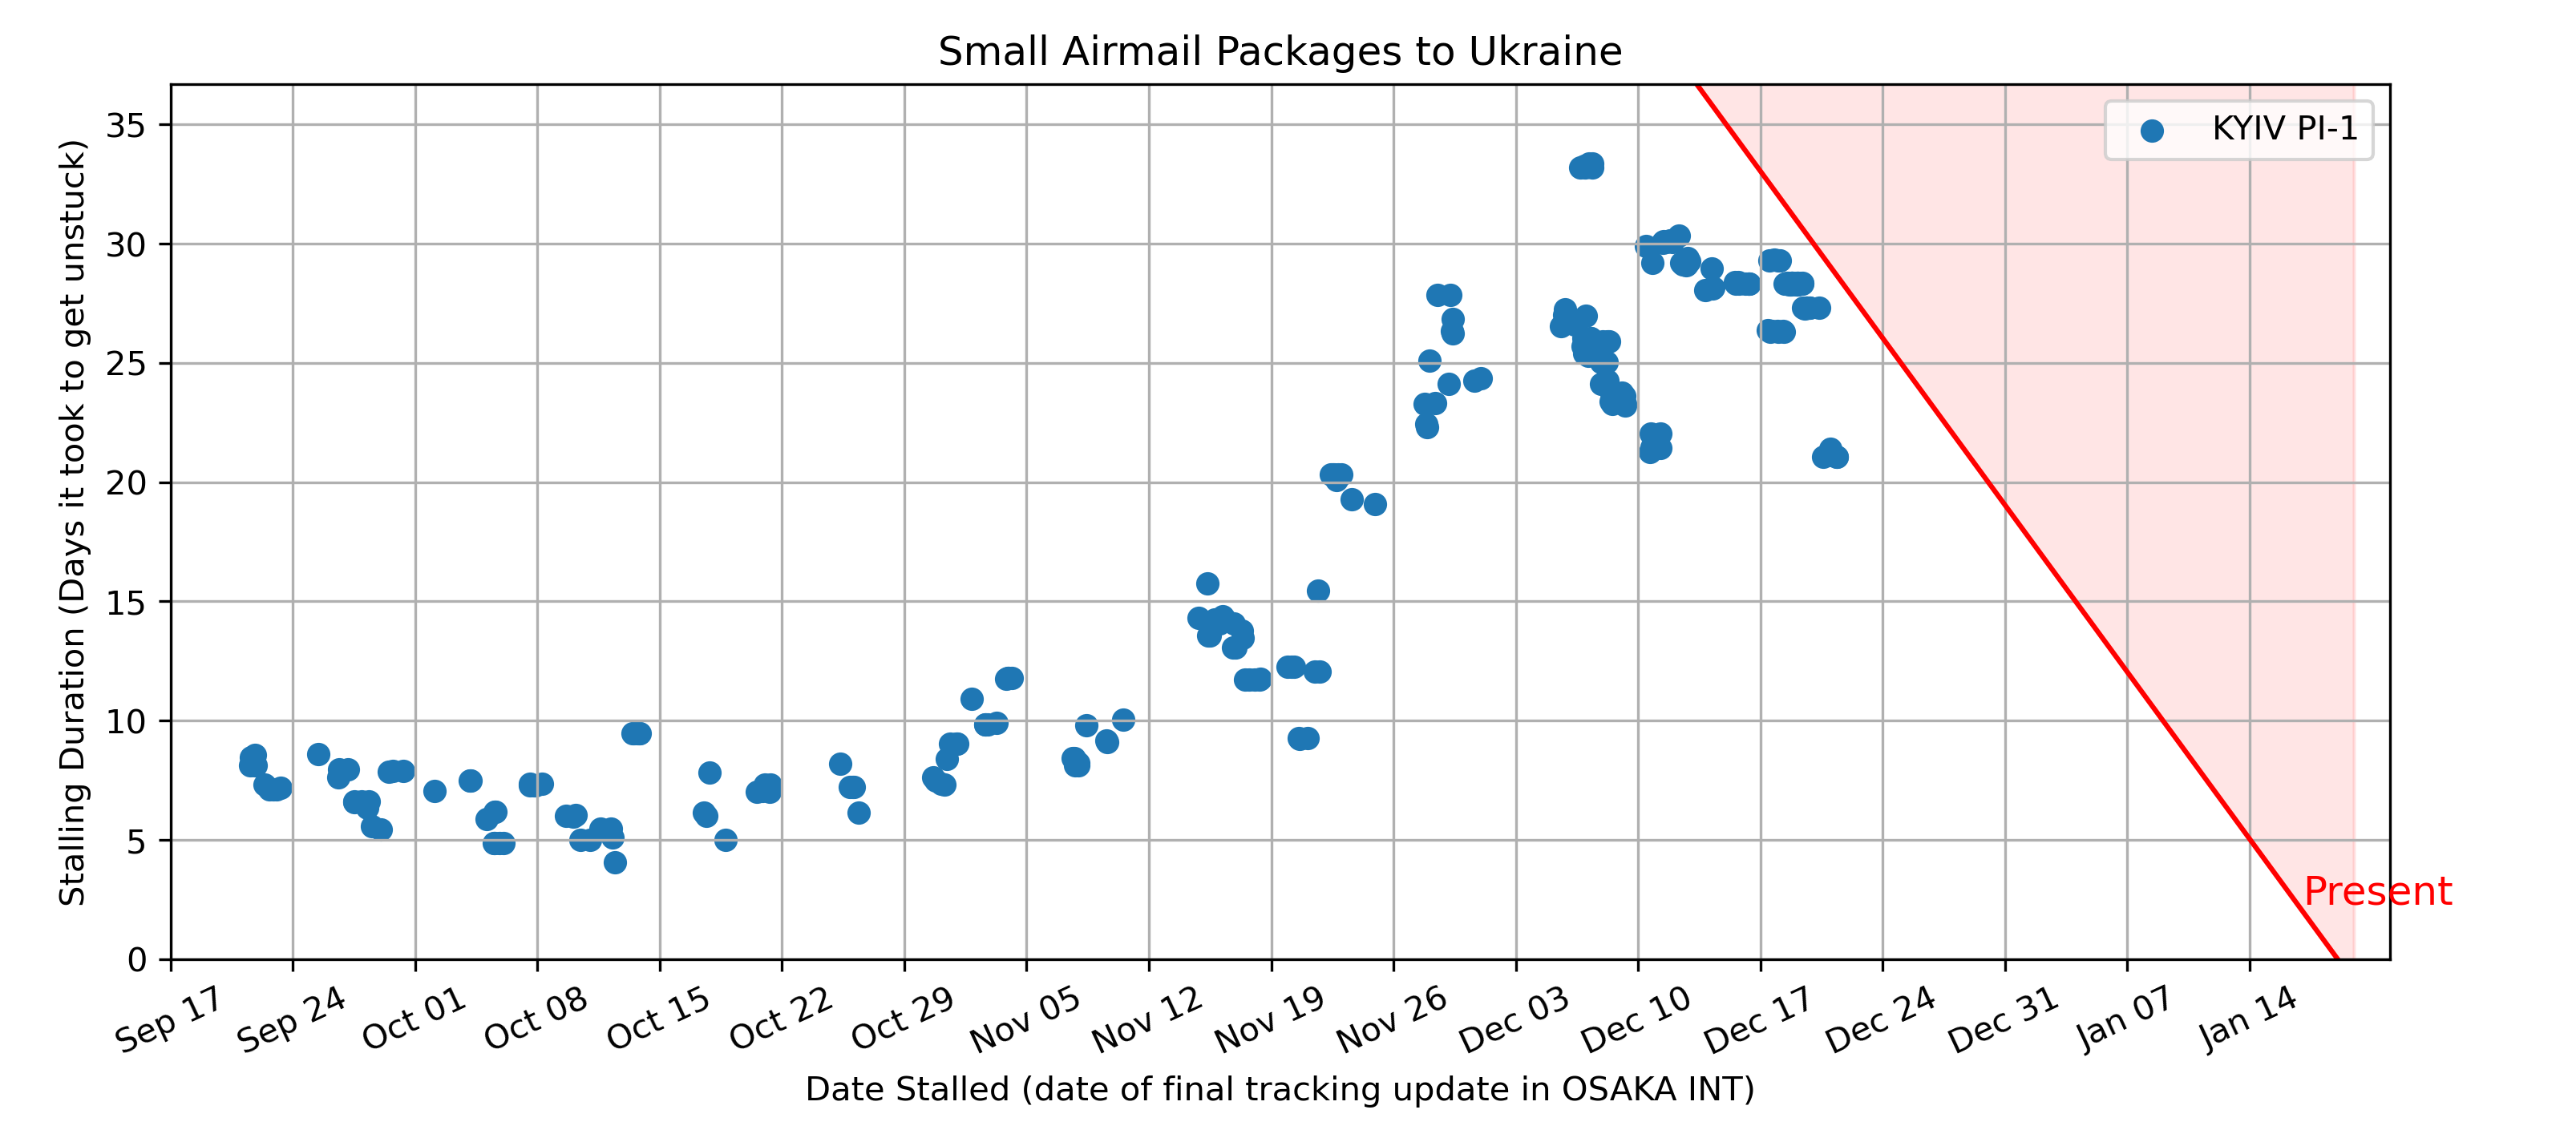 Small Airmail Packages to Ukraine
KYIV PI-1
Stalling Duration (Days it took to get unstuck)
35
30
25
20
15
10
5
0
Present
Sep 17 Sep 24 Oct 01 Oct 08 Oct 15 Oct 22 Oct 29 Nov 05 Nov 12 Nov 19 Nov 26 Dec 03 Dec 10 Dec 17 Dec 24 Dec 31 Jan 07 Jan 14
Date Stalled (date of final tracking update in OSAKA INT)